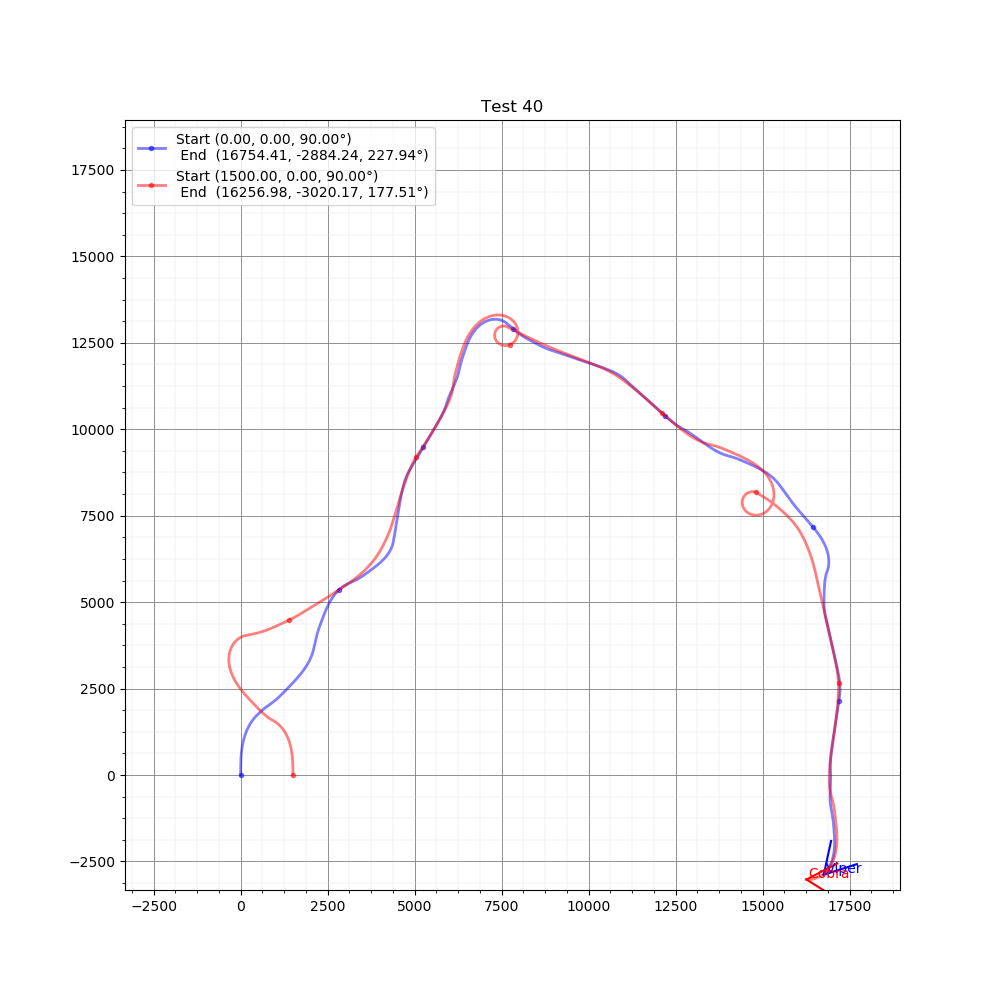 Test 40
Start (0.00, 0.00, 90.00°)
End (16754.41, -2884.24, 227.94°)
Start (1500.00, 0.00, 90.00°)
End (16256.98, -3020.17, 177.51°)
17500
15000
12500
10000
7500
5000
2500
0
−2500
Cobra
−2500 0 2500 5000 7500 10000 12500 15000 17500